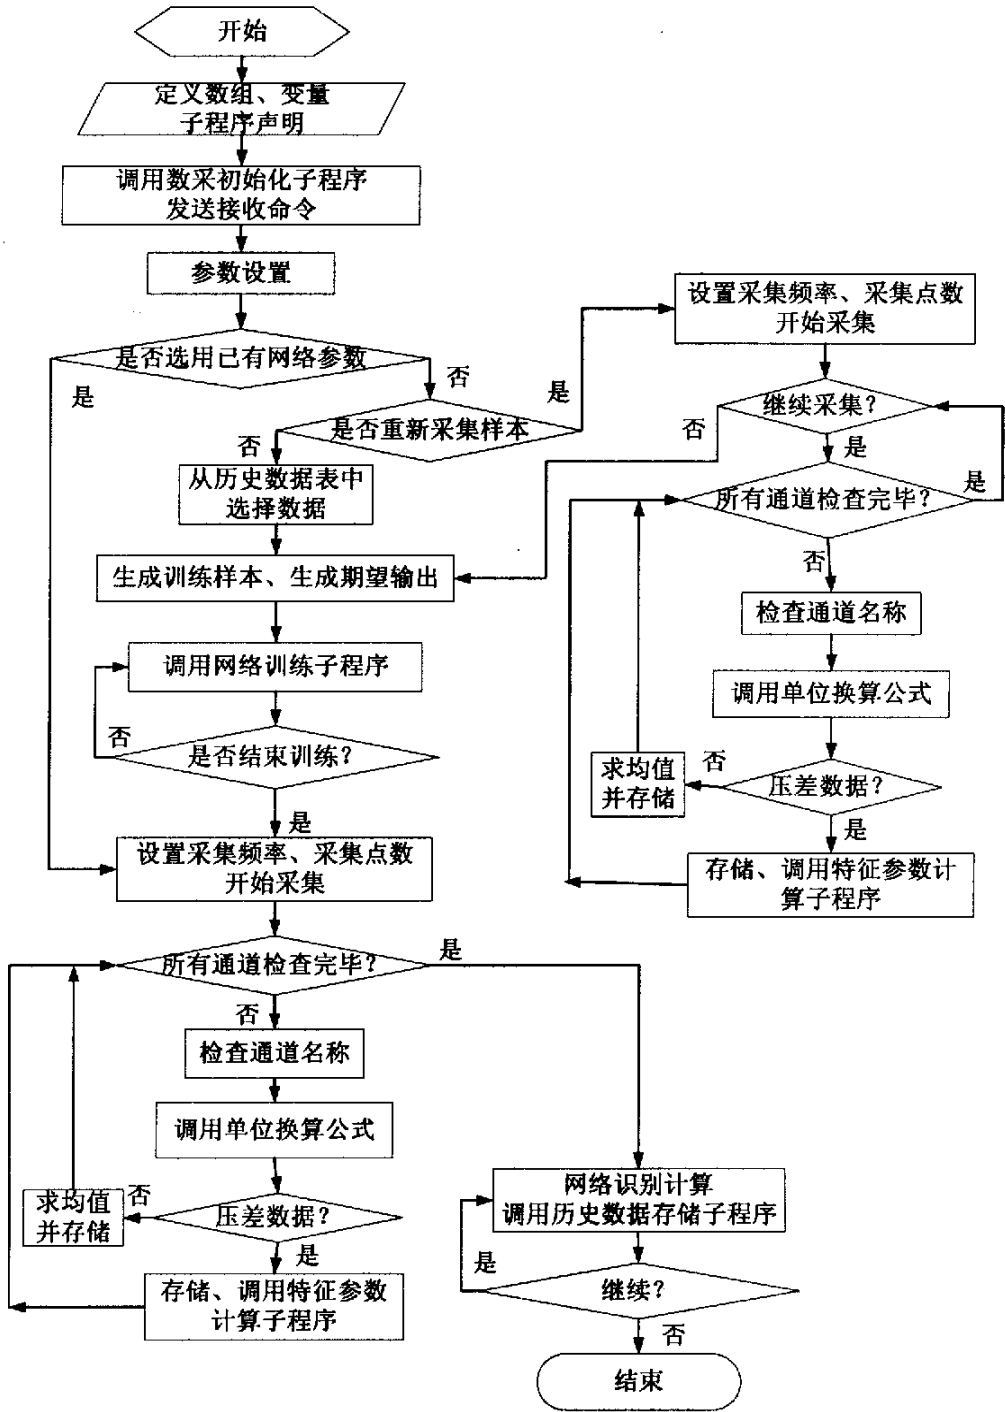 开始
定义数组、变量
子程序声明
调用数采初始化子程序
发送接收命令
参数设置
是否选用已有网络参数
是
否
是否重新采集样本
否
是
从历史数据表中
选择数据
生成训练样本、生成期望输出
调用网络训练子程序
是否结束训练？
否
是
设置采集频率、采集点数
开始采集
继续采集？
否
是
所有通道检查完毕？
是
否
检查通道名称
调用单位换算公式
压差数据？
否
求均值
并存储
是
存储、调用特征参数计
算子程序
设置采集频率、采集点数
开始采集
所有通道检查完毕？
是
否
检查通道名称
调用单位换算公式
压差数据？
否
求均值
并存储
是
存储、调用特征参数
计算子程序
网络识别计算
调用历史数据存储子程序
继续？
是
否
结束